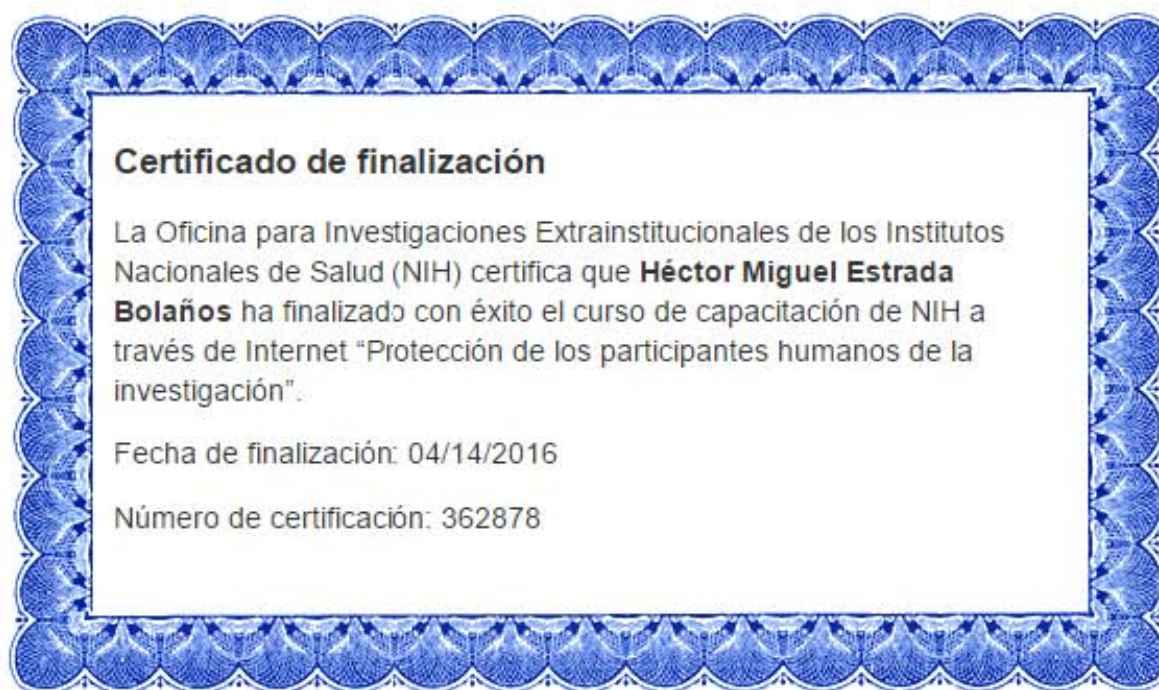 Certificado de finalización
La Oficina para Investigaciones Extrainstitucionales de los Institutos
Nacionales de Salud (NIH) certifica que Héctor Miguel Estrada
Bolaños ha finalizado con éxito el curso de capacitación de NIH a
través de Internet “Protección de los participantes humanos de la
investigación”.
Fecha de finalización: 04/14/2016
Número de certificación: 362878